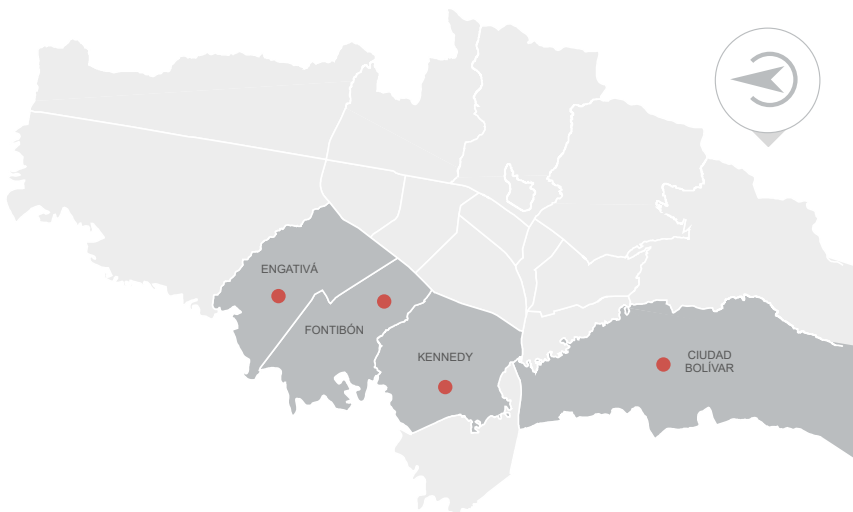 ENGATIVÁ
FONTIBÓN
KENNEDY
CIUDAD
BOLÍVAR